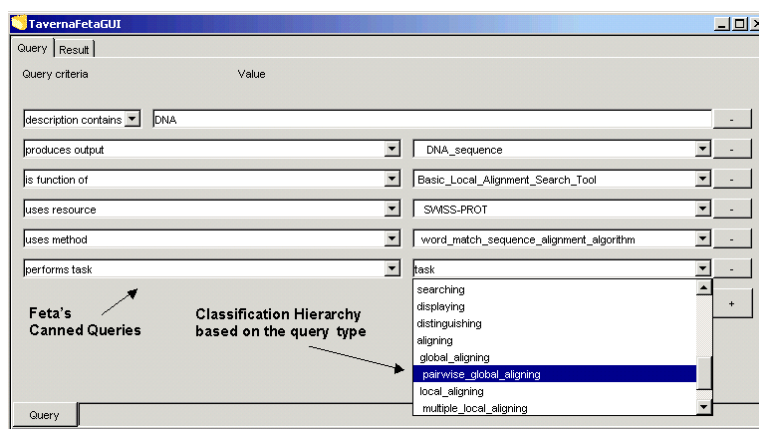 TavernaFetaGUI
Query Result
Query criteria Value
description contains DNA -
produces output DNA_sequence -
is function of Basic_Local_Alignment_Search_Tool -
uses resource SWISS-PROT -
uses method word_match_sequence_alignment_algorithm -
performs task task -
searching
displaying
distinguishing
aligning
global_aligning
pairwise_global_aligning
local_aligning
multiple_local_aligning
+
Feta's
Canned Queries
Classification Hierarchy
based on the query type
Query